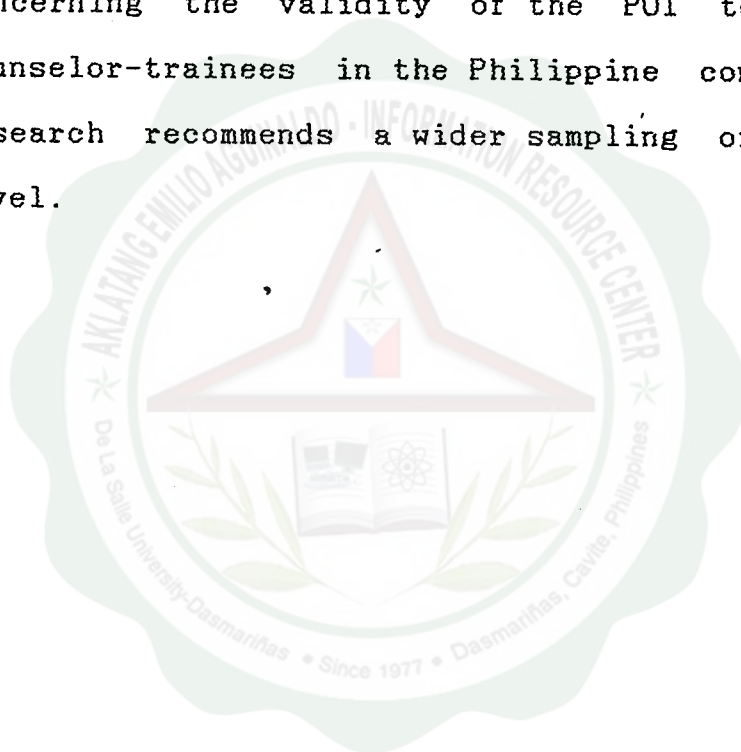 ncerning the validity of the POI t
unselor-trainees in the Philippine co
search recommends a wider sampling o
vel.
AKLATANG EMILIO AGUINALDO - INFORMATION RESOURCE CENTER
De La Salle University-Dasmariñas • Since 1977 • Dasmariñas, Cavite, Philippines